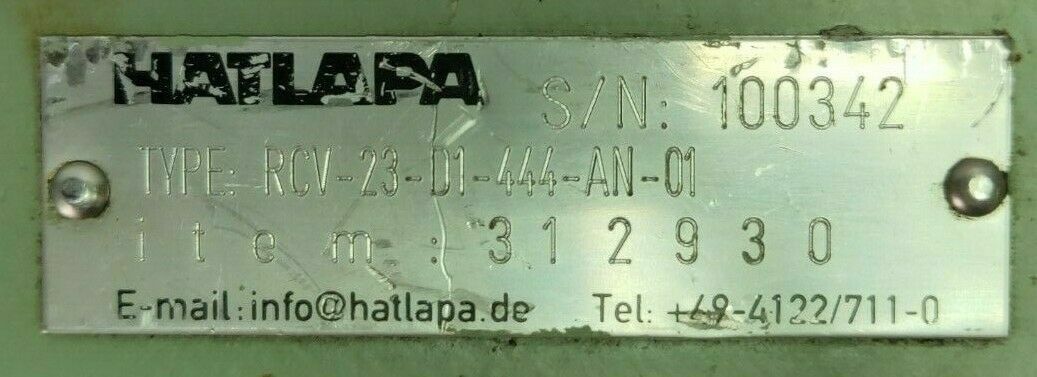 HATLAPA S/N: 100342
TYPE: RCV-23-D1-444-AN-01
item: 312930
E-mail: info@hatlapa.de Tel: +49-4122/711-0